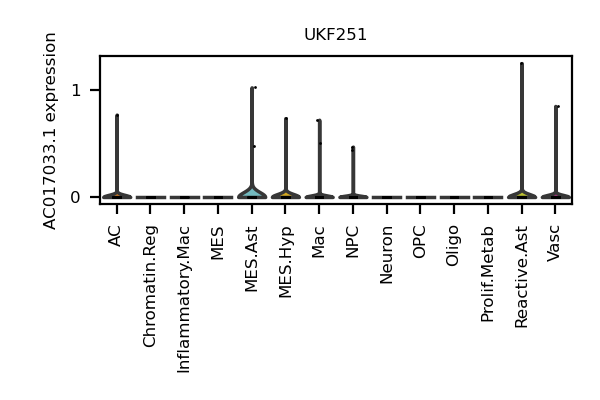 UKF251
AC017033.1 expression
1
0
AC
Chromatin.Reg
Inflammatory.Mac
MES
MES.Ast
MES.Hyp
Mac
NPC
Neuron
OPC
Oligo
Prolif.Metab
Reactive.Ast
Vasc